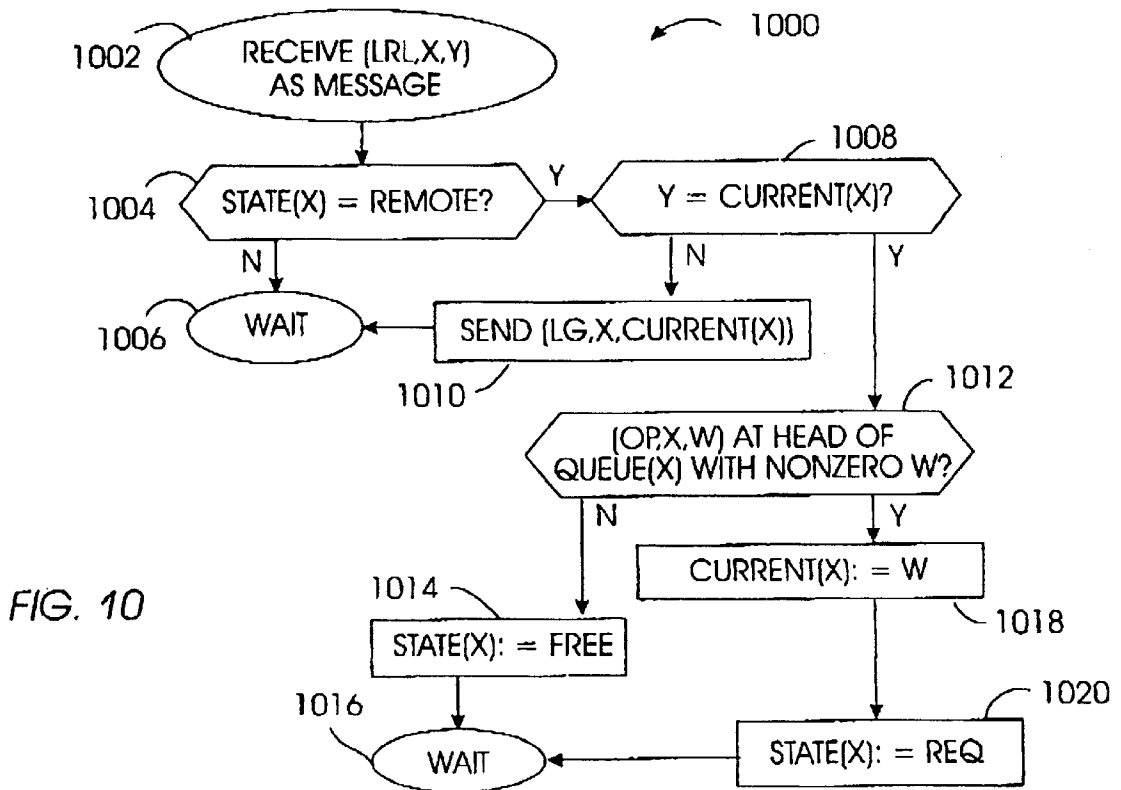 1000
1002
RECEIVE (LRL,X,Y)
AS MESSAGE
1004
STATE(X) = REMOTE?
Y
N
1008
Y = CURRENT(X)?
N
Y
1006
WAIT
SEND (LG,X,CURRENT(X))
1010
1012
(OP,X,W) AT HEAD OF
QUEUE(X) WITH NONZERO W?
N
Y
CURRENT(X): = W
1018
FIG. 10
1014
STATE(X): = FREE
1016
WAIT
1020
STATE(X): = REQ